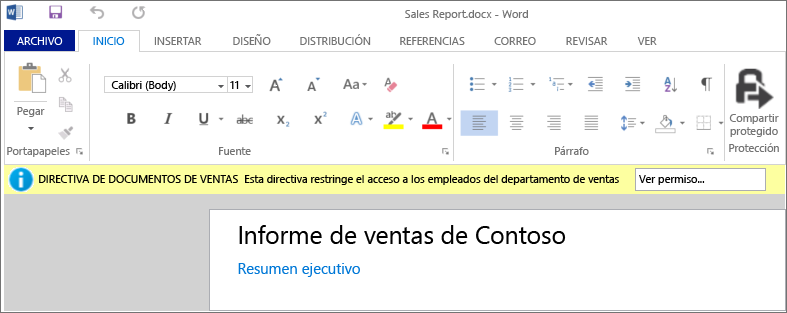 Sales Report.docx - Word
ARCHIVO INICIO INSERTAR DISEÑO DISTRIBUCIÓN REFERENCIAS CORREO REVISAR VER
Pegar
Portapapeles
Calibri (Body) 11 A A Aa A
B I U abc X₂ X² A ab A
Fuente
A Z ¶
Párrafo
Compartir
protegido
Protección
DIRECTIVA DE DOCUMENTOS DE VENTAS Esta directiva restringe el acceso a los empleados del departamento de ventas Ver permiso...
Informe de ventas de Contoso
Resumen ejecutivo